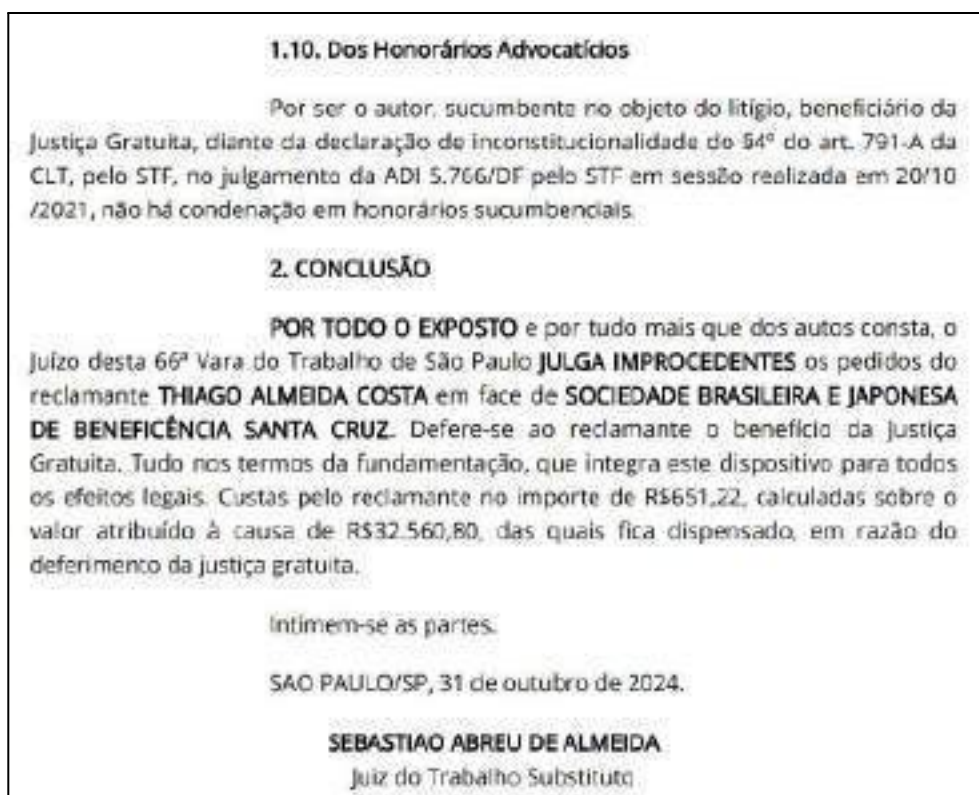 1.10. Dos Honorários Advocatícios
Por ser o autor, sucumbente no objeto do litígio, beneficiário da
Justiça Gratuita, diante da declaração de inconstitucionalidade do §4º do art. 791-A da
CLT, pelo STF, no julgamento da ADI 5.766/DF pelo STF em sessão realizada em 20/10
/2021, não há condenação em honorários sucumbenciais.
2. CONCLUSÃO
POR TODO O EXPOSTO e por tudo mais que dos autos consta, o
Juízo desta 66ª Vara do Trabalho de São Paulo JULGA IMPROCEDENTES os pedidos do
reclamante THIAGO ALMEIDA COSTA em face de SOCIEDADE BRASILEIRA E JAPONESA
DE BENEFICÊNCIA SANTA CRUZ. Defere-se ao reclamante o benefício da Justiça
Gratuita. Tudo nos termos da fundamentação, que integra este dispositivo para todos
os efeitos legais. Custas pelo reclamante no importe de R$651,22, calculadas sobre o
valor atribuído à causa de R$32.560,80, das quais fica dispensado, em razão do
deferimento da justiça gratuita.
Intimem-se as partes.
SAO PAULO/SP, 31 de outubro de 2024.
SEBASTIAO ABREU DE ALMEIDA
Juiz do Trabalho Substituto